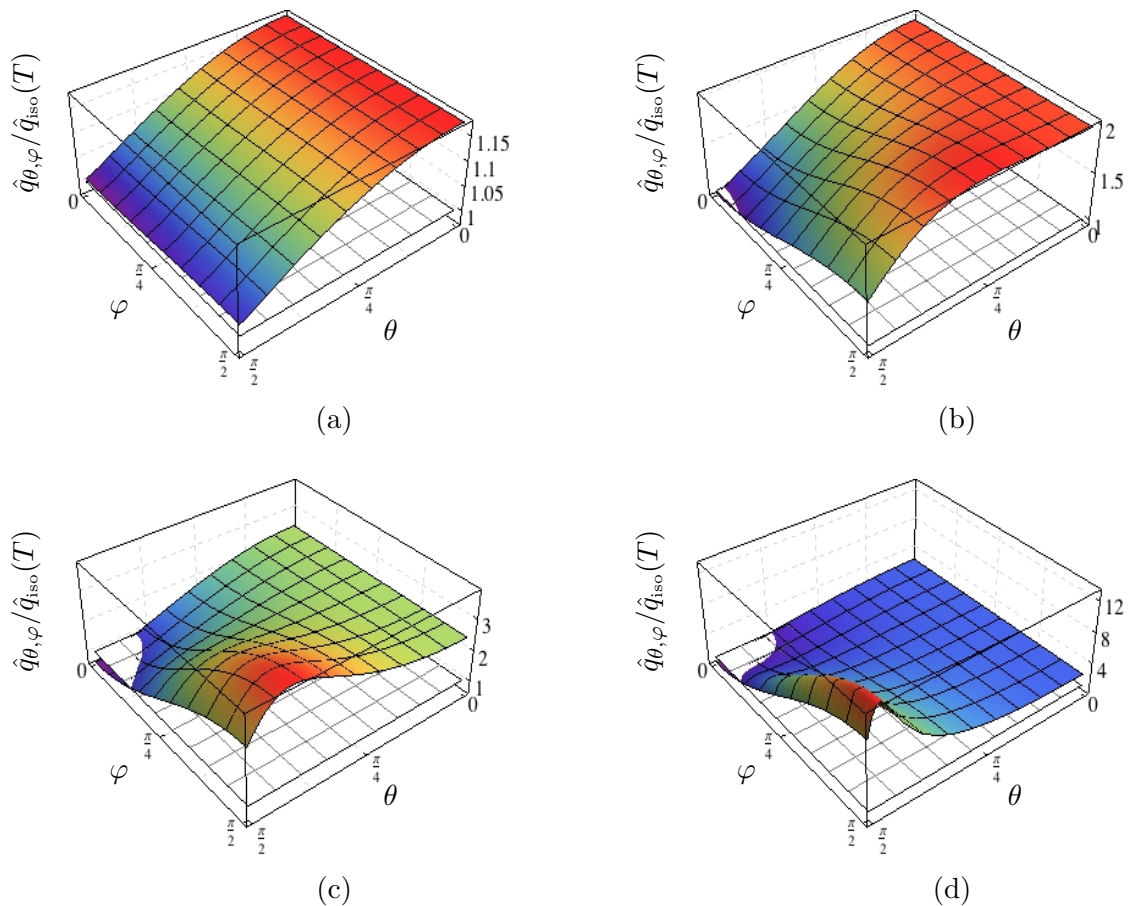 q̂θ,φ/q̂iso(T)
1.15
1.1
1.05
1
0
0
π/4
π/4
φ
θ
π/2
π/2
(a)
q̂θ,φ/q̂iso(T)
2
1.5
1
0
0
π/4
π/4
φ
θ
π/2
π/2
(b)
q̂θ,φ/q̂iso(T)
3
2
1
0
0
π/4
π/4
φ
θ
π/2
π/2
(c)
q̂θ,φ/q̂iso(T)
12
8
4
0
0
π/4
π/4
φ
θ
π/2
π/2
(d)